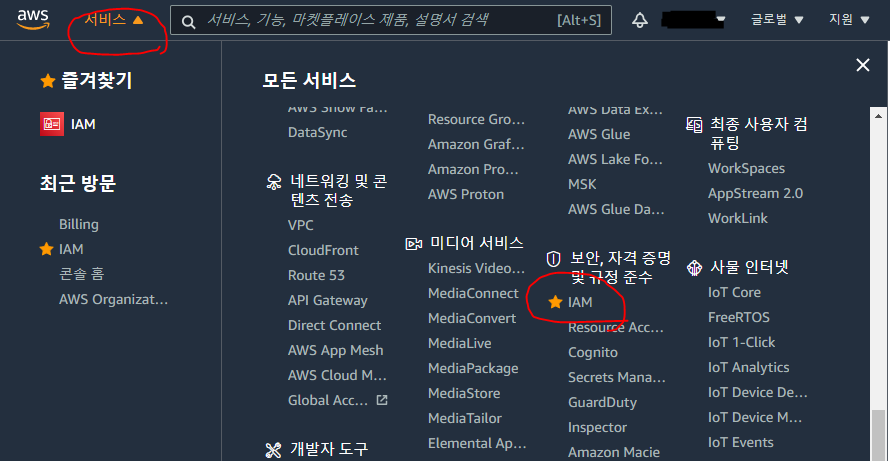 aws
서비스
서비스, 기능, 마켓플레이스 제품, 설명서 검색
[Alt+S]
글로벌
지원
즐겨찾기
IAM
최근 방문
Billing
IAM
콘솔 홈
AWS Organizat...
모든 서비스
AWS Snow Fa...
DataSync
네트워킹 및 콘
텐츠 전송
VPC
CloudFront
Route 53
API Gateway
Direct Connect
AWS App Mesh
AWS Cloud M...
Global Acc...
개발자 도구
Resource Gro...
Amazon Graf...
Amazon Pro...
AWS Proton
미디어 서비스
Kinesis Video...
MediaConnect
MediaConvert
MediaLive
MediaPackage
MediaStore
MediaTailor
Elemental Ap...
AWS Data Ex...
AWS Glue
AWS Lake Fo...
MSK
AWS Glue Da...
보안, 자격 증명
및 규정 준수
IAM
Resource Acc...
Cognito
Secrets Mana...
GuardDuty
Inspector
Amazon Macie
최종 사용자 컴
퓨팅
WorkSpaces
AppStream 2.0
WorkLink
사물 인터넷
IoT Core
FreeRTOS
IoT 1-Click
IoT Analytics
IoT Device De...
IoT Device M...
IoT Events